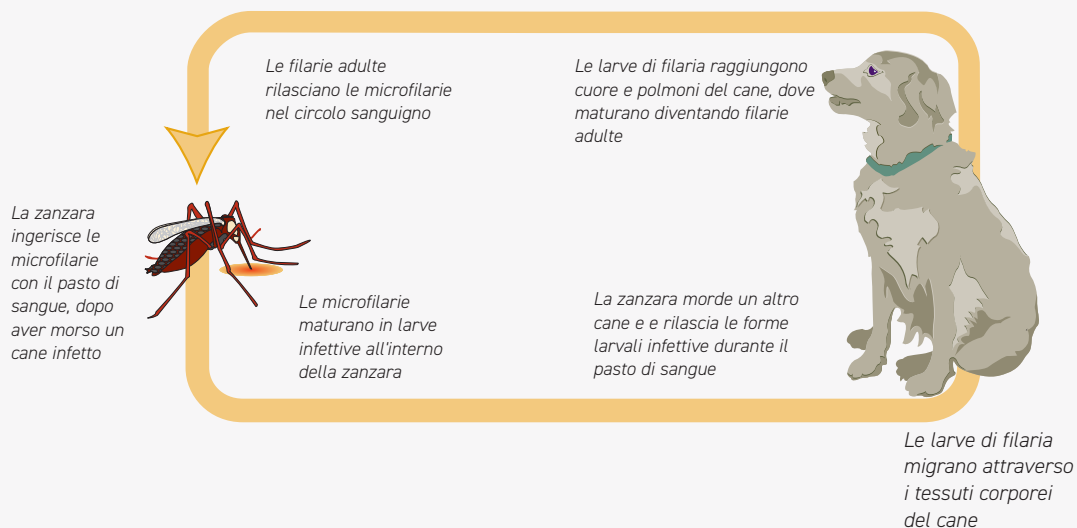 Le filarie adulte
rilasciano le microfilarie
nel circolo sanguigno
Le larve di filaria raggiungono
cuore e polmoni del cane, dove
maturano diventando filarie
adulte
La zanzara
ingerisce le
microfilarie
con il pasto di
sangue, dopo
aver morso un
cane infetto
Le microfilarie
maturano in larve
infettive all'interno
della zanzara
La zanzara morde un altro
cane e e rilascia le forme
larvali infettive durante il
pasto di sangue
Le larve di filaria
migrano attraverso
i tessuti corporei
del cane